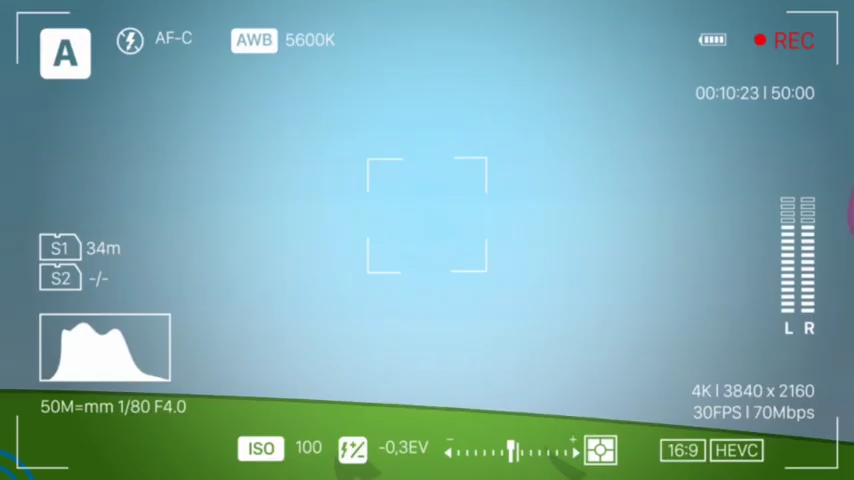 A AF-C AWB 5600K
REC
00:10:23 | 50:00
S1 34m
S2 -/-
L R
50M=mm 1/80 F4.0
4K | 3840 x 2160
30FPS | 70Mbps
ISO 100 -0,3EV - + 16:9 HEVC